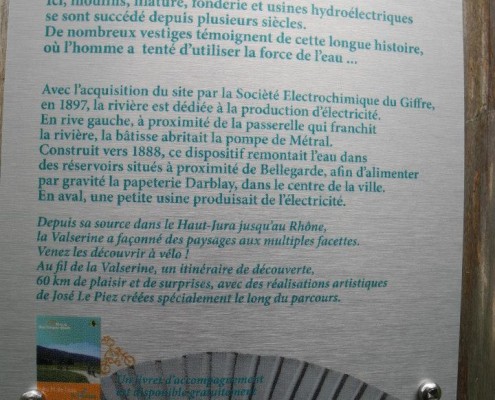 Ici, moulins, mature, fonderie et usines hydroélectriques
se sont succédé depuis plusieurs siècles.
De nombreux vestiges témoignent de cette longue histoire,
où l'homme a tenté d'utiliser la force de l'eau ...
Avec l'acquisition du site par la Société Electrochimique du Giffre,
en 1897, la rivière est dédiée à la production d'électricité.
En rive gauche, à proximité de la passerelle qui franchit
la rivière, la bâtisse abritait la pompe de Métral.
Construit vers 1888, ce dispositif remontait l'eau dans
des réservoirs situés à proximité de Bellegarde, afin d'alimenter
par gravité la papeterie Darblay, dans le centre de la ville.
En aval, une petite usine produisait de l'électricité.
Depuis sa source dans le Haut-Jura jusqu'au Rhône,
la Valserine a façonné des paysages aux multiples facettes.
Venez les découvrir à vélo !
Au fil de la Valserine, un itinéraire de découverte,
60 km de plaisir et de surprises, avec des réalisations artistiques
de José Le Piez créées spécialement le long du parcours.
Un livret d'accompagnement
est disponible gratuitement